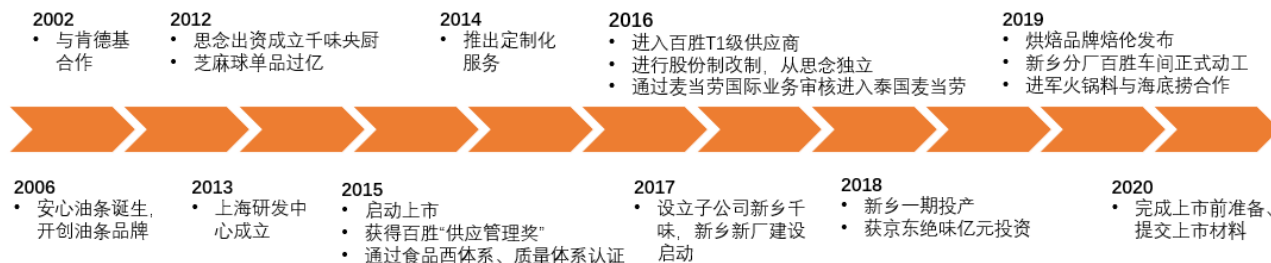 2002
• 与肯德基
合作
2012
• 思念出资成立千味央厨
• 芝麻球单品过亿
2014
• 推出定制化
服务
2016
• 进入百胜T1级供应商
• 进行股份制改制，从思念独立
• 通过麦当劳国际业务审核进入泰国麦当劳
2019
• 烘焙品牌焙伦发布
• 新乡分厂百胜车间正式动工
• 进军火锅料与海底捞合作
2006
• 安心油条诞生，
开创油条品牌
2013
• 上海研发中
心成立
2015
• 启动上市
• 获得百胜“供应管理奖”
• 通过食品西体系、质量体系认证
2017
• 设立子公司新乡千
味，新乡新厂建设
启动
2018
• 新乡一期投产
• 获京东绝味亿元投资
2020
• 完成上市前准备、
提交上市材料